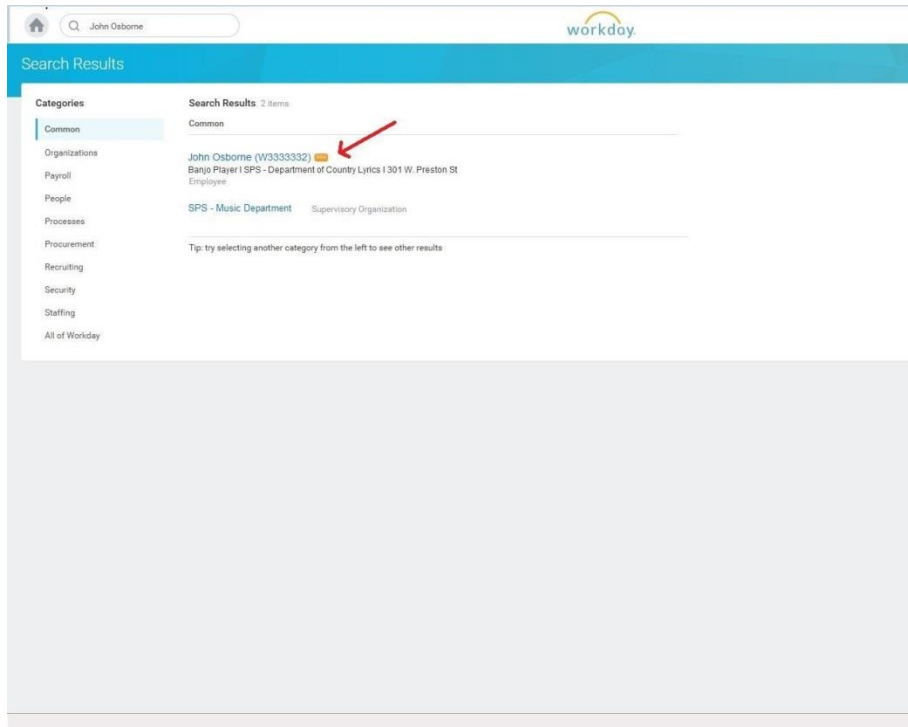 John Osborne
workday.
Search Results
Categories
Common
Organizations
Payroll
People
Processes
Procurement
Recruiting
Security
Staffing
All of Workday
Search Results 2 items
Common
John Osborne (W3333332)
Banjo Player I SPS - Department of Country Lyrics I 301 W. Preston St
Employee
SPS - Music Department Supervisory Organization
Tip: try selecting another category from the left to see other results